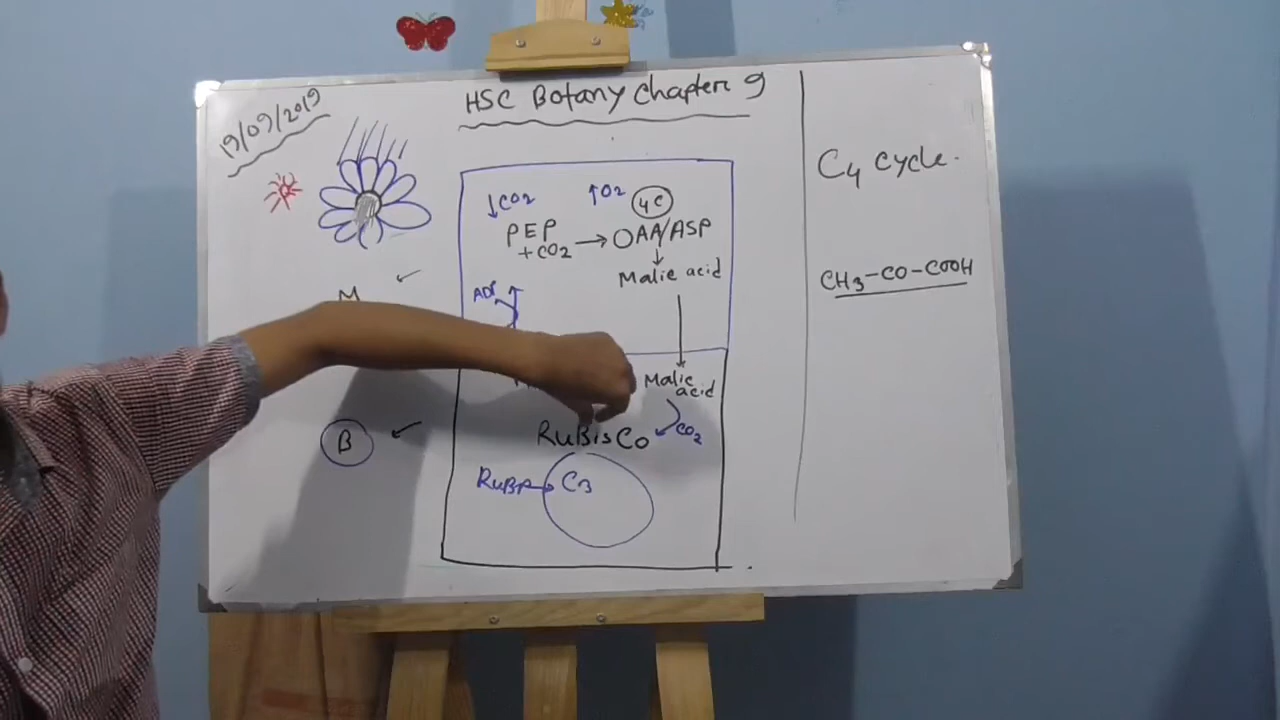 19/09/2019
HSC Botany Chapter 9
C4 Cycle.
↓CO2 ↑O2 4C
PEP
+CO2 → OAA/ASP
↓
Malic acid
CH3-CO-COOH
M
ADP
Malic
acid
CO2
B
RuBisCo
RuBP→ C3